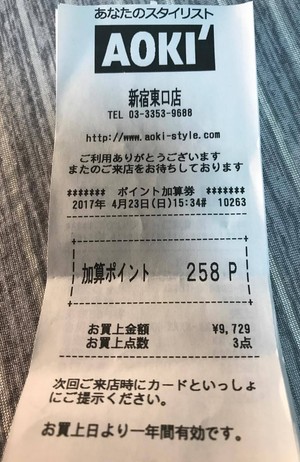 あなたのスタイリスト
AOKI'
新宿東口店
TEL 03-3353-9688
http://www.aoki-style.com
ご利用ありがとうございます
またのご来店をお待ちしております
******* ポイント加算券 *******
2017年 4月23日(日)15:34# 10263
加算ポイント 258 P
お買上金額 ¥9,729
お買上点数 3点
次回ご来店時にカードといっしょ
にご提示ください。
お買上日より一年間有効です。